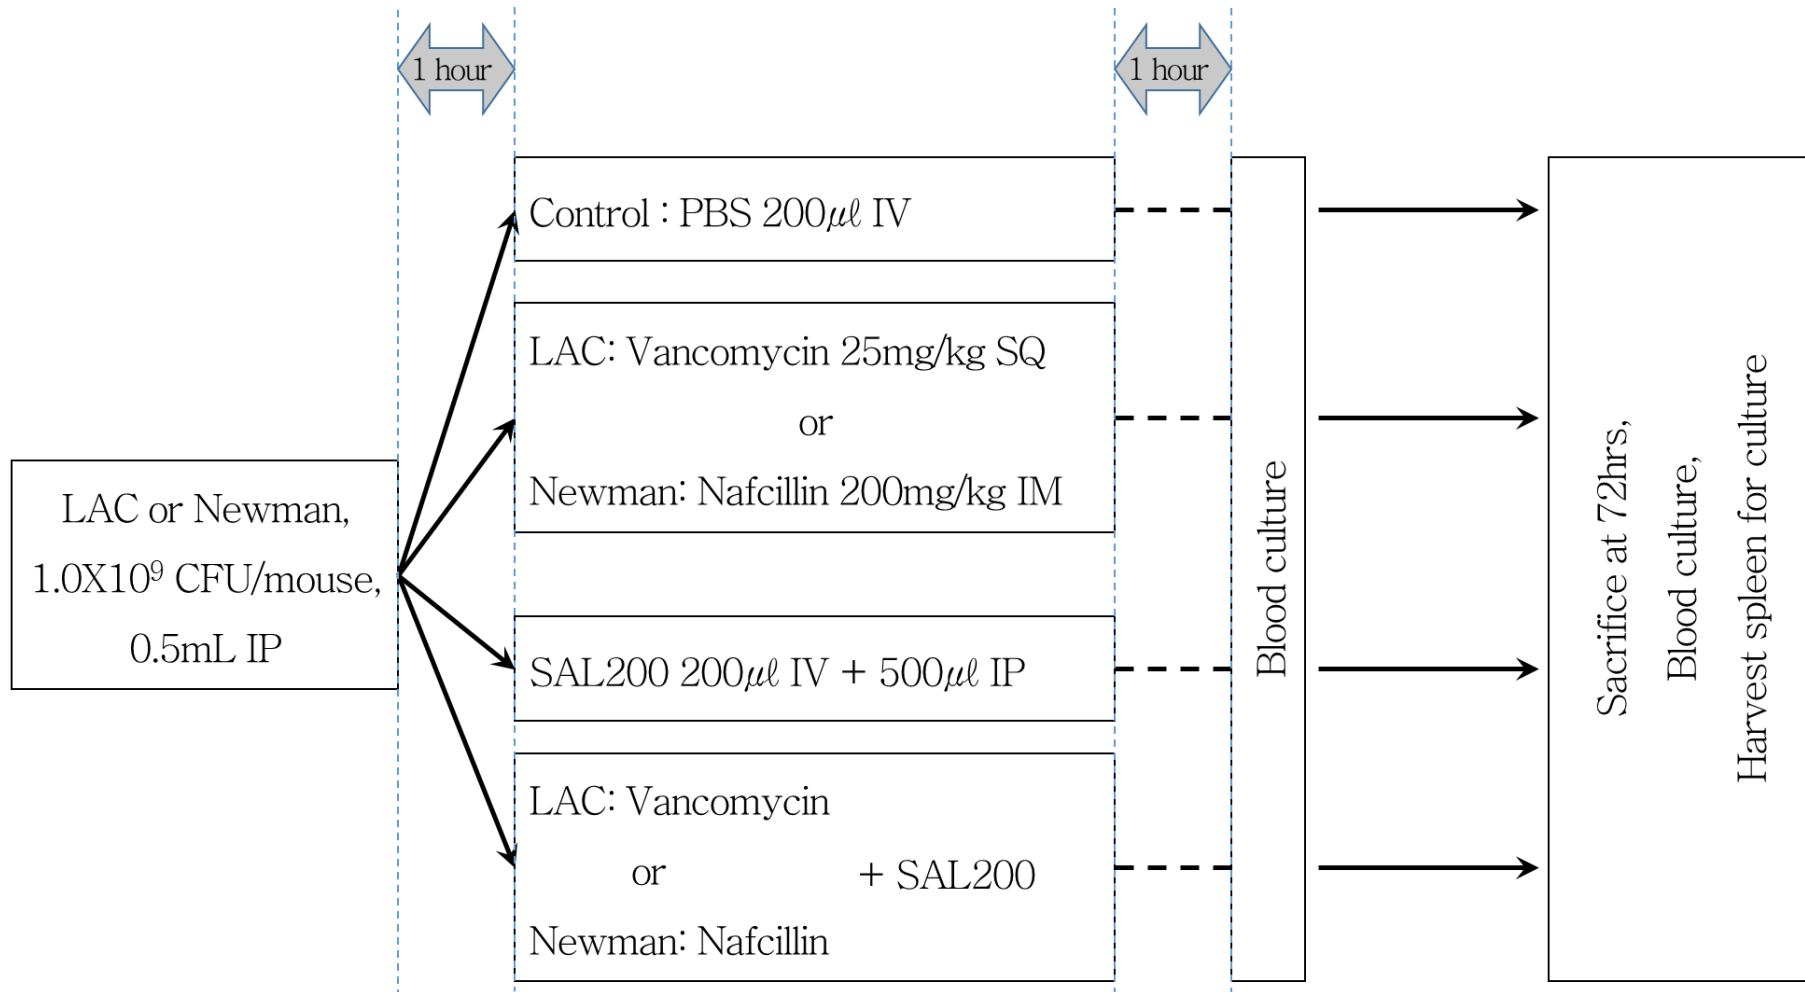 1 hour
1 hour
LAC or Newman,
1.0X10⁹ CFU/mouse,
0.5mL IP
Control : PBS 200㎕ IV
LAC: Vancomycin 25mg/kg SQ
or
Newman: Nafcillin 200mg/kg IM
SAL200 200㎕ IV + 500㎕ IP
LAC: Vancomycin
or + SAL200
Newman: Nafcillin
Blood culture
Sacrifice at 72hrs,
Blood culture,
Harvest spleen for culture